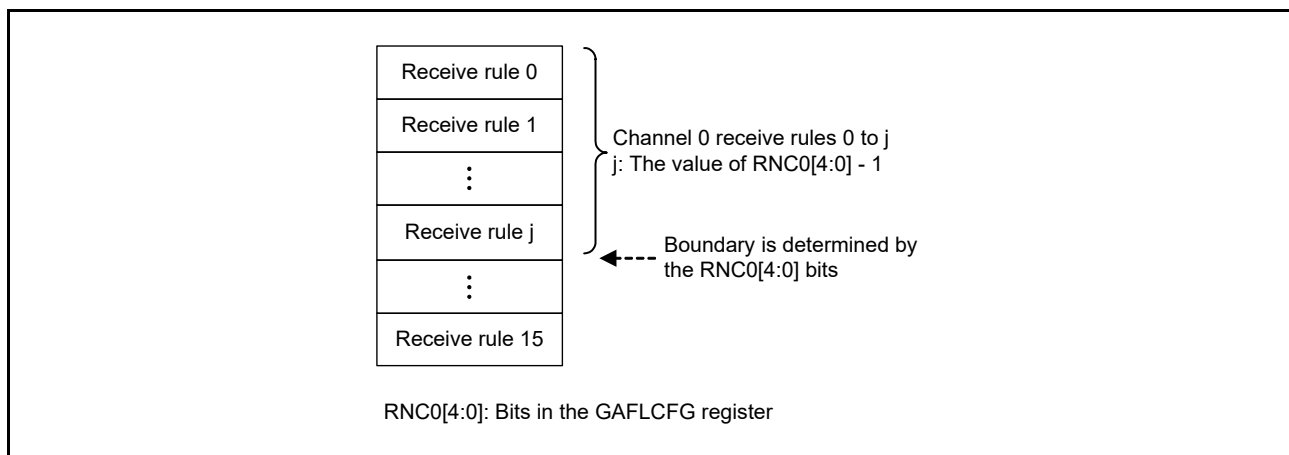 Receive rule 0
Receive rule 1
⋮
Receive rule j
⋮
Receive rule 15
Channel 0 receive rules 0 to j
j: The value of RNC0[4:0] - 1
Boundary is determined by
the RNC0[4:0] bits
RNC0[4:0]: Bits in the GAFLCFG register